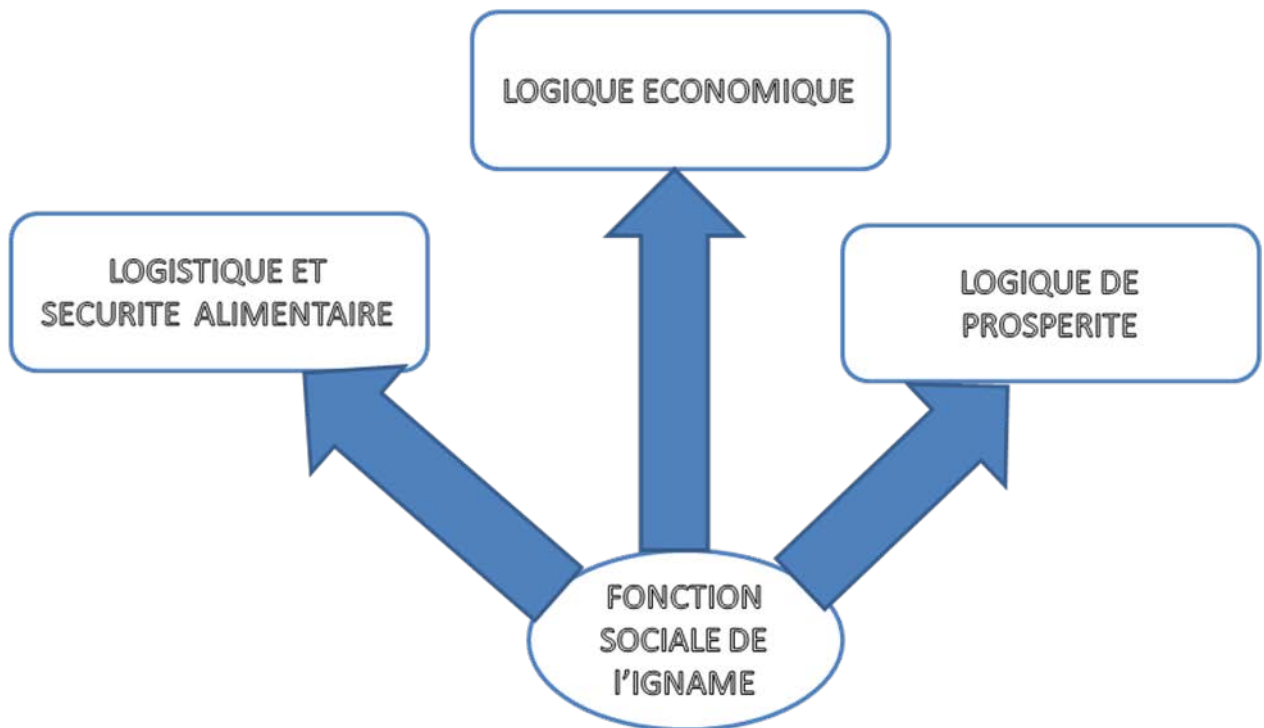 LOGIQUE ECONOMIQUE
LOGISTIQUE ET
SECURITE ALIMENTAIRE
LOGIQUE DE
PROSPERITE
FONCTION
SOCIALE DE
l'IGNAME